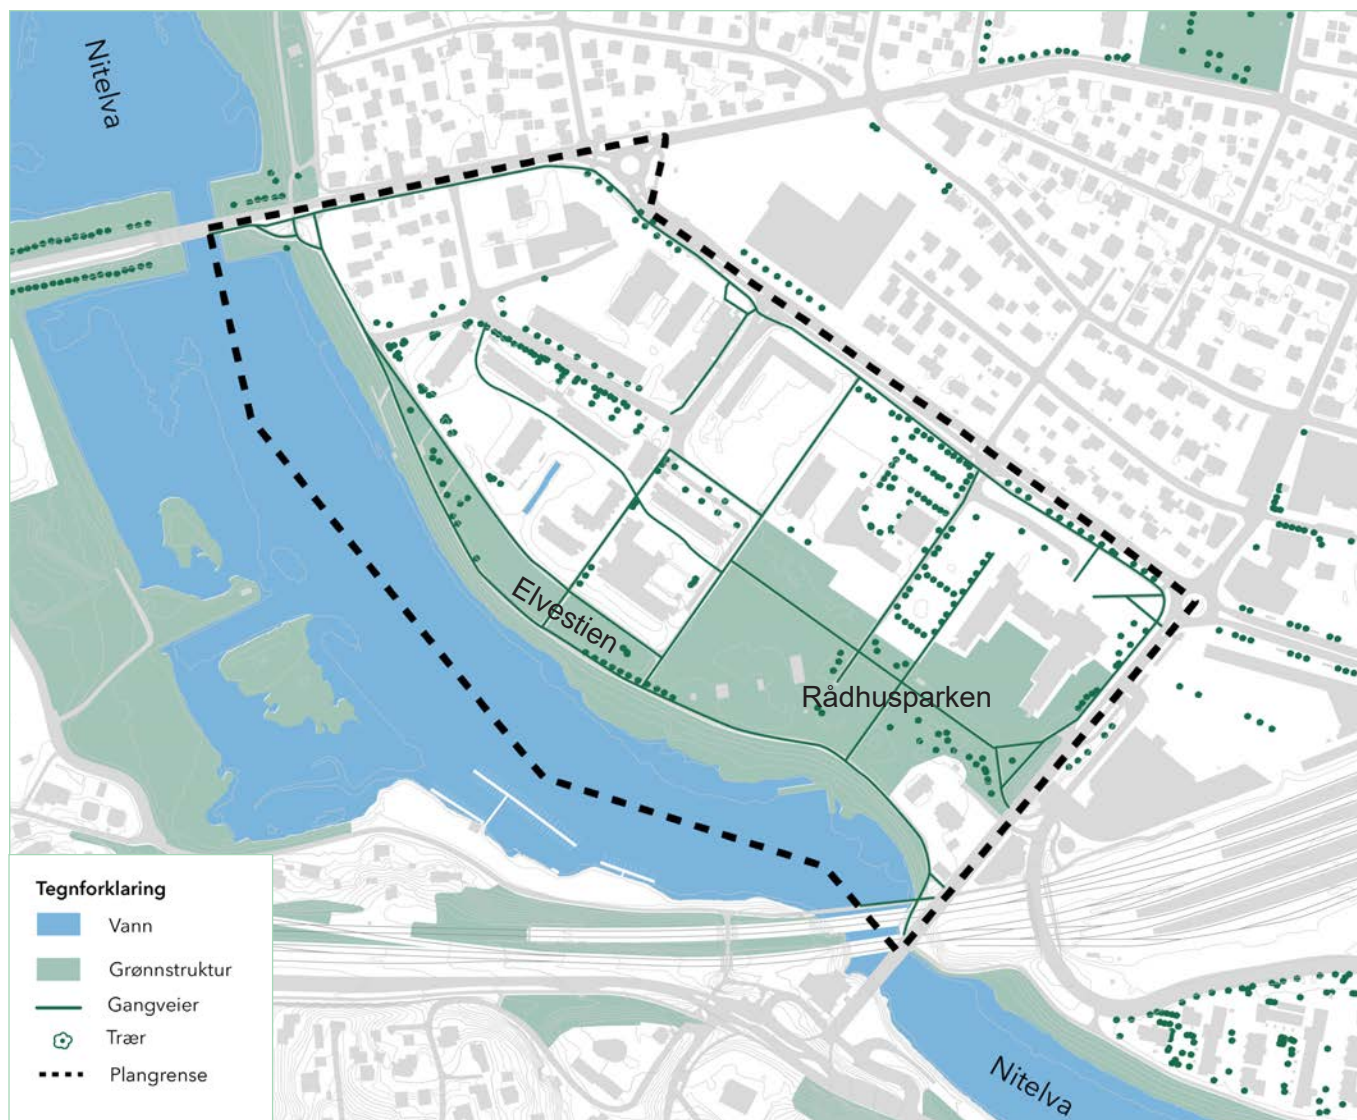 Nitelva
Elvestien
Rådhusparken
Tegnforklaring
Vann
Grønnstruktur
Gangveier
Trær
Plangrense
Nitelva